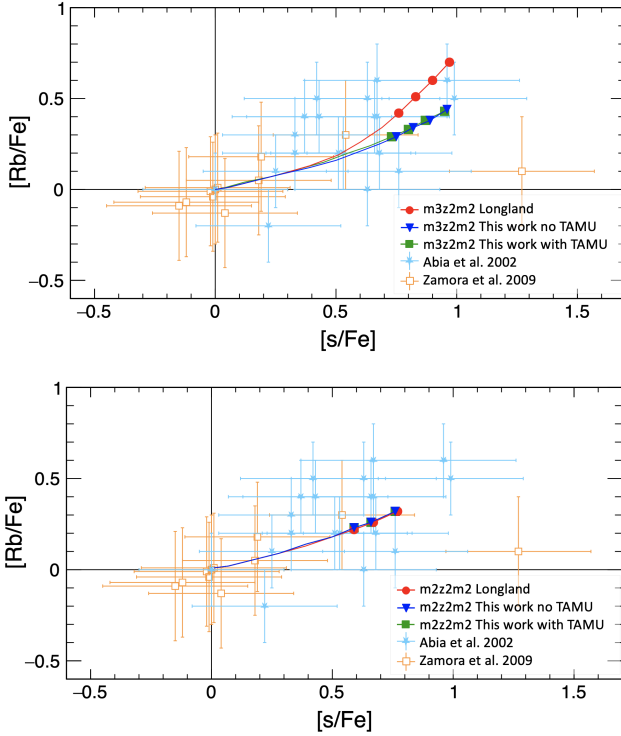 1
0.5
0
−0.5
[Rb/Fe]
m3z2m2 Longland
m3z2m2 This work no TAMU
m3z2m2 This work with TAMU
Abia et al. 2002
Zamora et al. 2009
−0.5 0 0.5 1 1.5
[s/Fe]
1
0.5
0
−0.5
[Rb/Fe]
m2z2m2 Longland
m2z2m2 This work no TAMU
m2z2m2 This work with TAMU
Abia et al. 2002
Zamora et al. 2009
−0.5 0 0.5 1 1.5
[s/Fe]